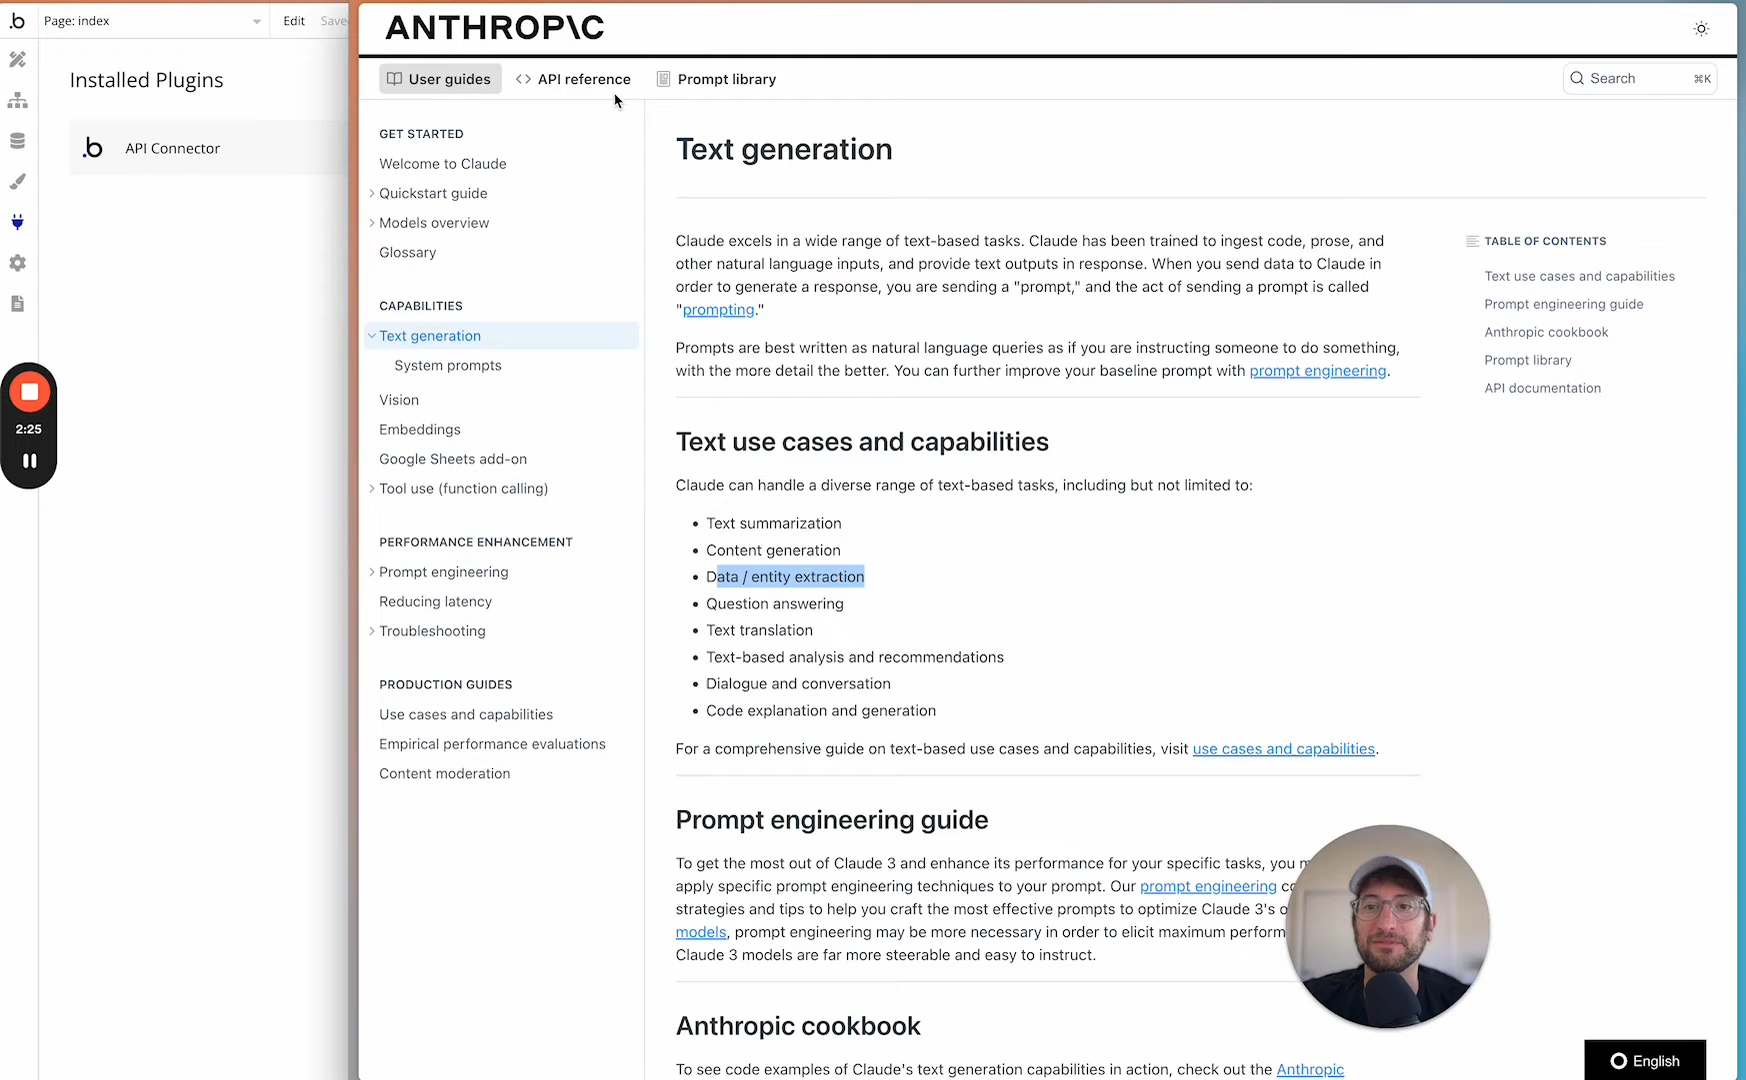 Page: index
Edit
Save
Installed Plugins
API Connector
2:25
ANTHROP\C
User guides
API reference
Prompt library
Search
⌘K
GET STARTED
Welcome to Claude
Quickstart guide
Models overview
Glossary
CAPABILITIES
Text generation
System prompts
Vision
Embeddings
Google Sheets add-on
Tool use (function calling)
PERFORMANCE ENHANCEMENT
Prompt engineering
Reducing latency
Troubleshooting
PRODUCTION GUIDES
Use cases and capabilities
Empirical performance evaluations
Content moderation
Text generation
Claude excels in a wide range of text-based tasks. Claude has been trained to ingest code, prose, and
other natural language inputs, and provide text outputs in response. When you send data to Claude in
order to generate a response, you are sending a "prompt," and the act of sending a prompt is called
"prompting."
Prompts are best written as natural language queries as if you are instructing someone to do something,
with the more detail the better. You can further improve your baseline prompt with prompt engineering.
Text use cases and capabilities
Claude can handle a diverse range of text-based tasks, including but not limited to:
• Text summarization
• Content generation
• Data / entity extraction
• Question answering
• Text translation
• Text-based analysis and recommendations
• Dialogue and conversation
• Code explanation and generation
For a comprehensive guide on text-based use cases and capabilities, visit use cases and capabilities.
Prompt engineering guide
To get the most out of Claude 3 and enhance its performance for your specific tasks, you
apply specific prompt engineering techniques to your prompt. Our prompt engineering
strategies and tips to help you craft the most effective prompts to optimize Claude 3's
models, prompt engineering may be more necessary in order to elicit maximum perform
Claude 3 models are far more steerable and easy to instruct.
Anthropic cookbook
To see code examples of Claude's text generation capabilities in action, check out the Anthropic
TABLE OF CONTENTS
Text use cases and capabilities
Prompt engineering guide
Anthropic cookbook
Prompt library
API documentation
English